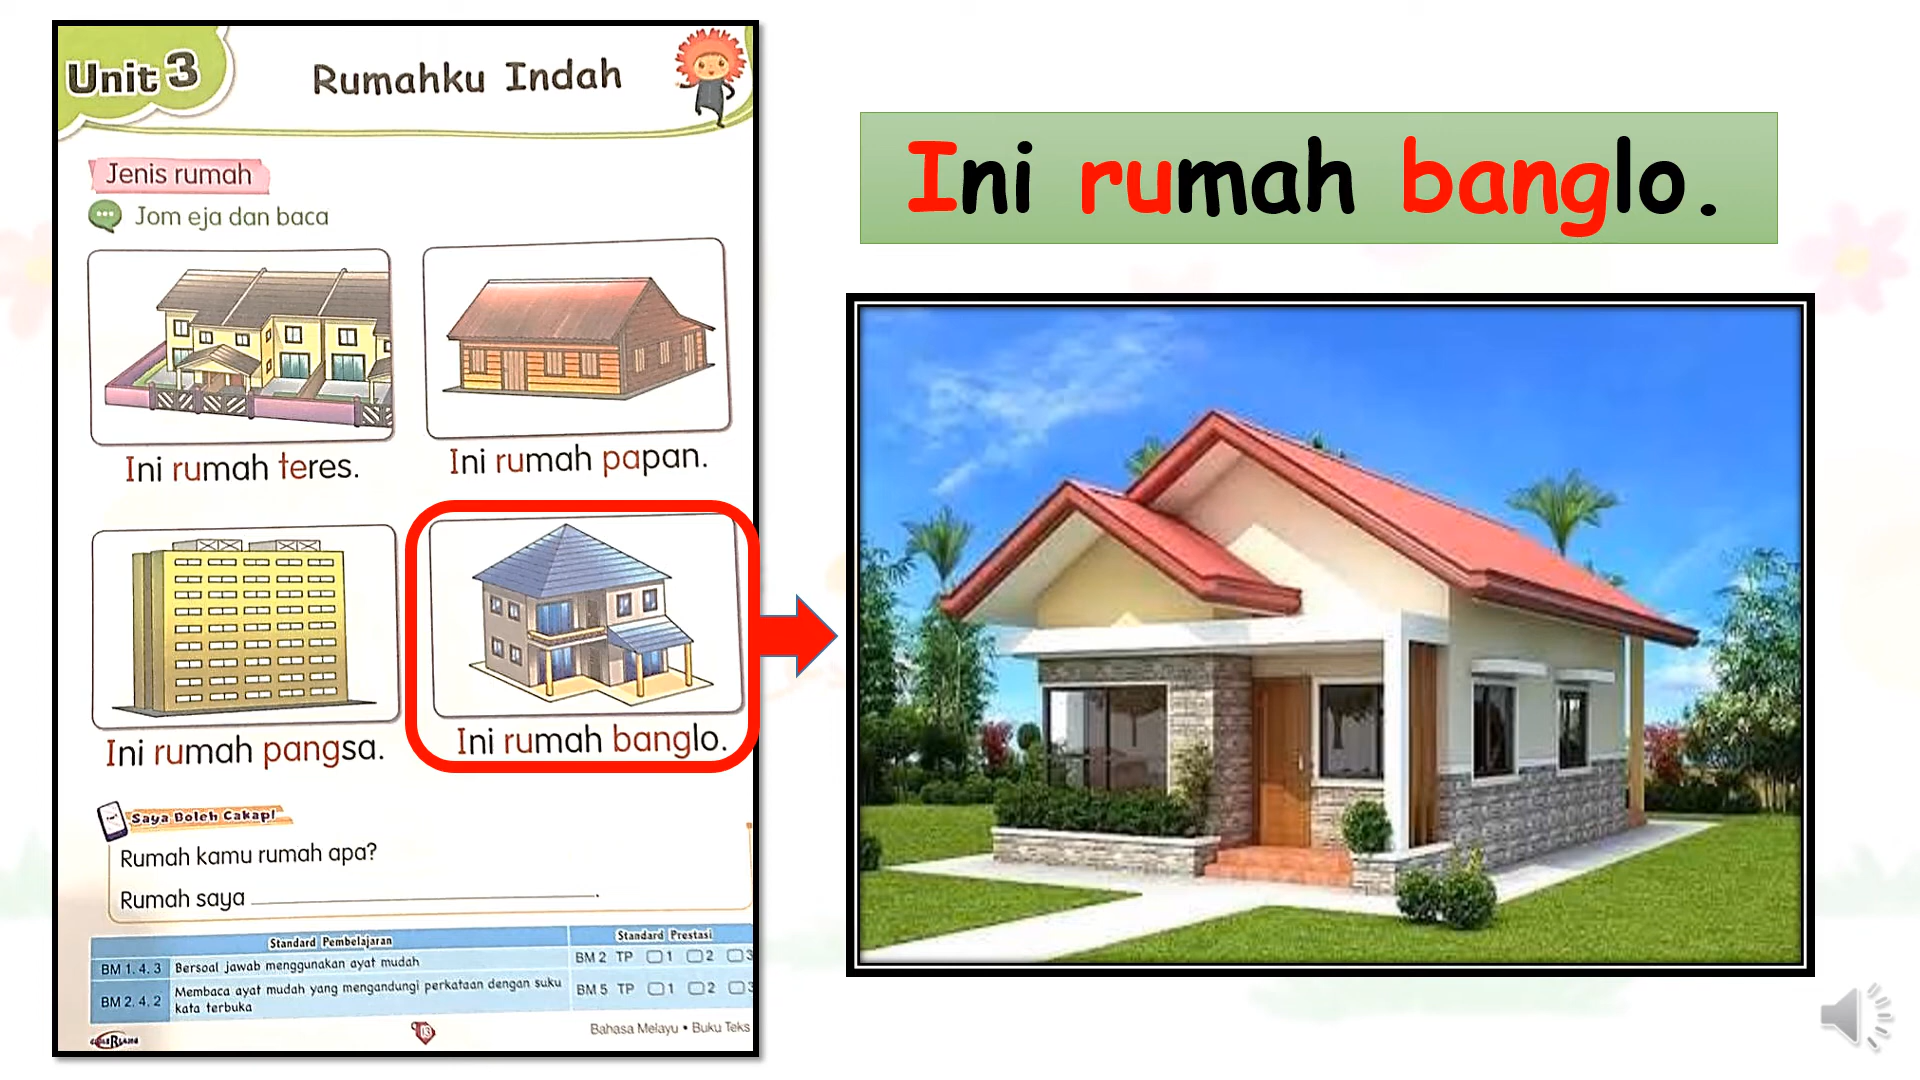 Unit 3
Rumahku Indah
Jenis rumah
Jom eja dan baca
Ini rumah teres.
Ini rumah papan.
Ini rumah pangsa.
Ini rumah banglo.
Saya Boleh Cakap!
Rumah kamu rumah apa?
Rumah saya ______________.
Standard Pembelajaran
Standard Prestasi
BM 1. 4. 3 Bersoal jawab menggunakan ayat mudah
BM 2 TP 1 2 3
BM 2. 4. 2 Membaca ayat mudah yang mengandungi perkataan dengan suku
kata terbuka
BM 5 TP 1 2 3
Bahasa Melayu • Buku Teks
Ini rumah banglo.